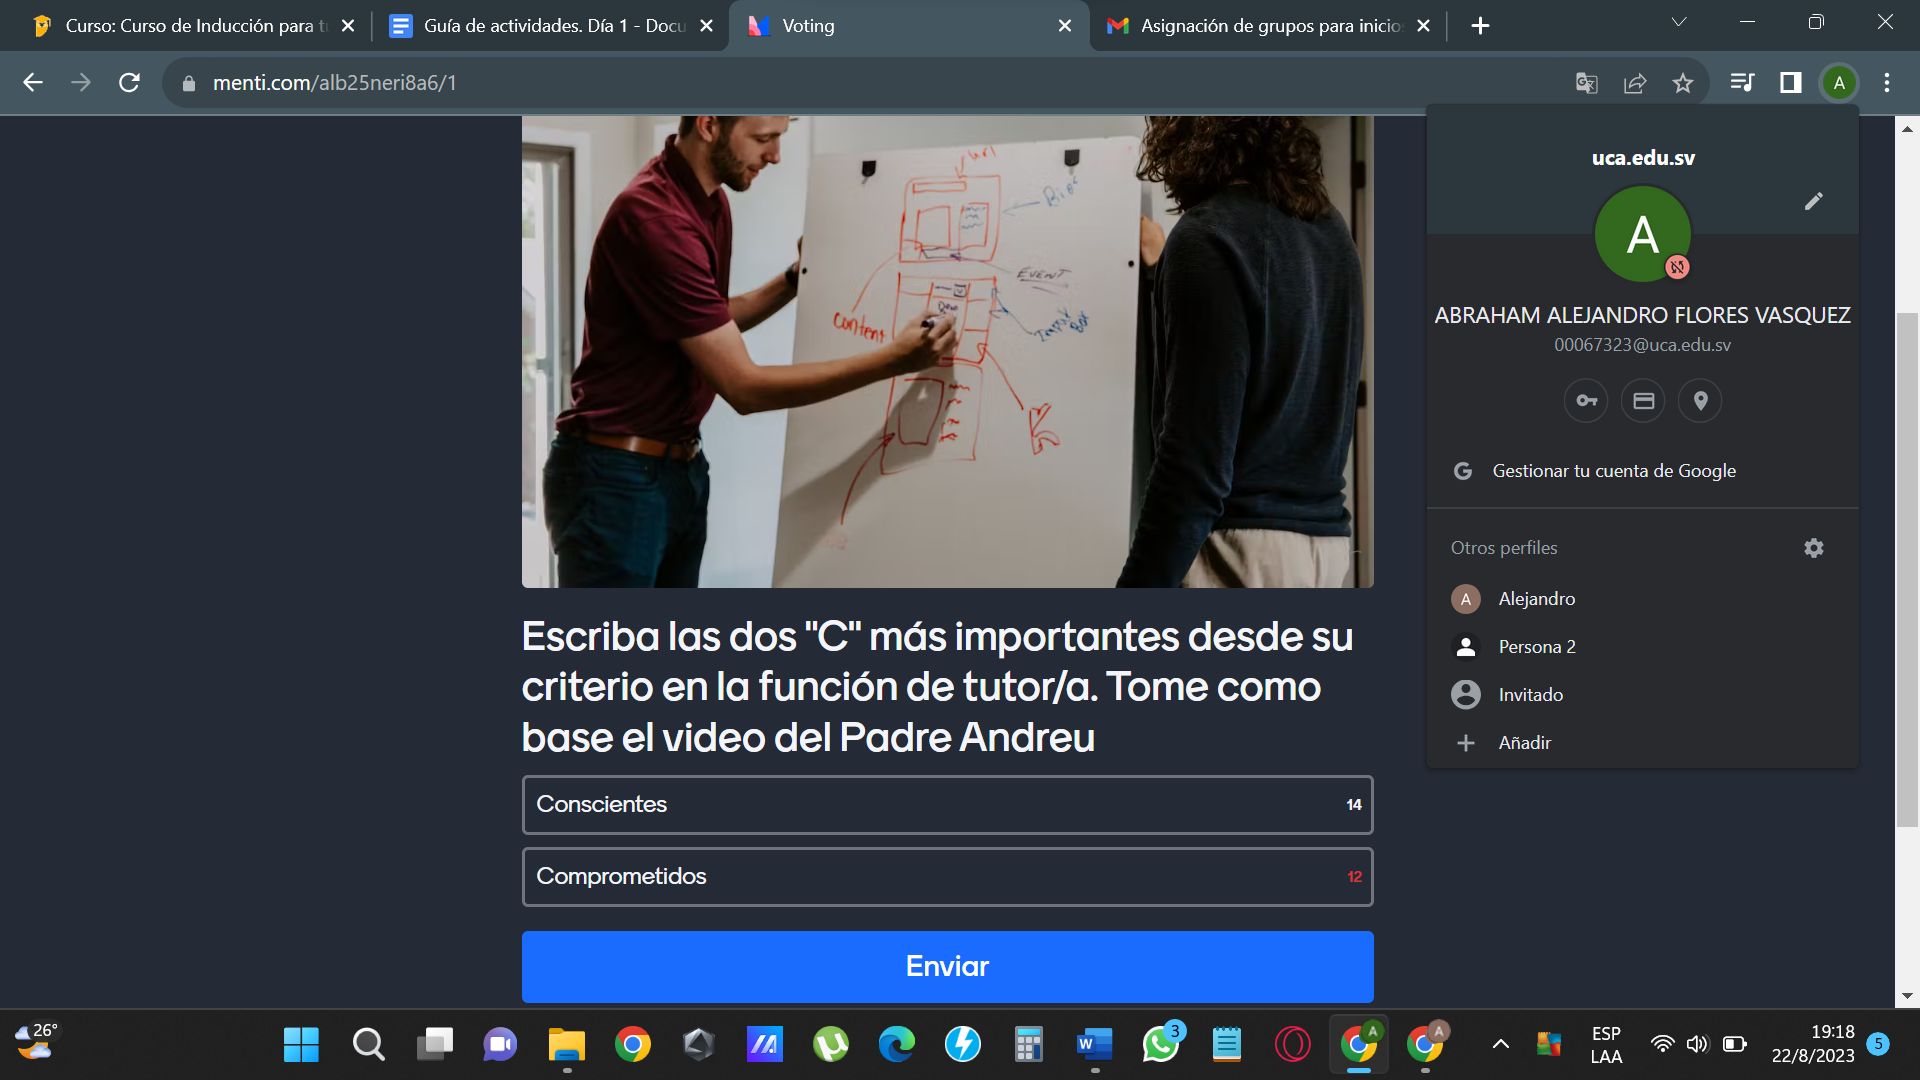 Curso: Curso de Inducción para tu
Guía de actividades. Día 1 - Docu
Voting
Asignación de grupos para inicio
menti.com/alb25neri8a6/1
A
uca.edu.sv
A
ABRAHAM ALEJANDRO FLORES VASQUEZ
00067323@uca.edu.sv
G Gestionar tu cuenta de Google
Otros perfiles
A Alejandro
Persona 2
Invitado
Añadir
Url
EVENT
content
Escriba las dos "C" más importantes desde su
criterio en la función de tutor/a. Tome como
base el video del Padre Andreu
Conscientes 14
Comprometidos 12
Enviar
26°
W
3
A
A
ESP
LAA
19:18
22/8/2023
5